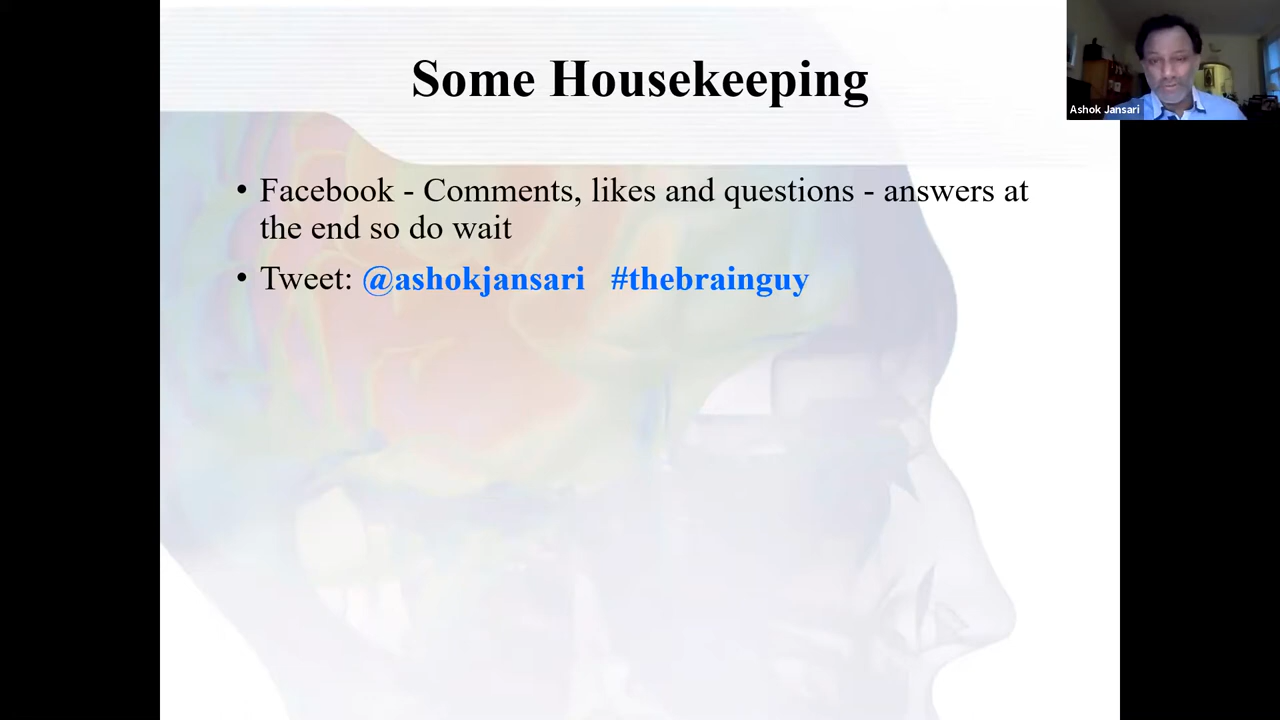 Some Housekeeping
Ashok Jansari
• Facebook - Comments, likes and questions - answers at
the end so do wait
• Tweet: @ashokjansari #thebrainguy